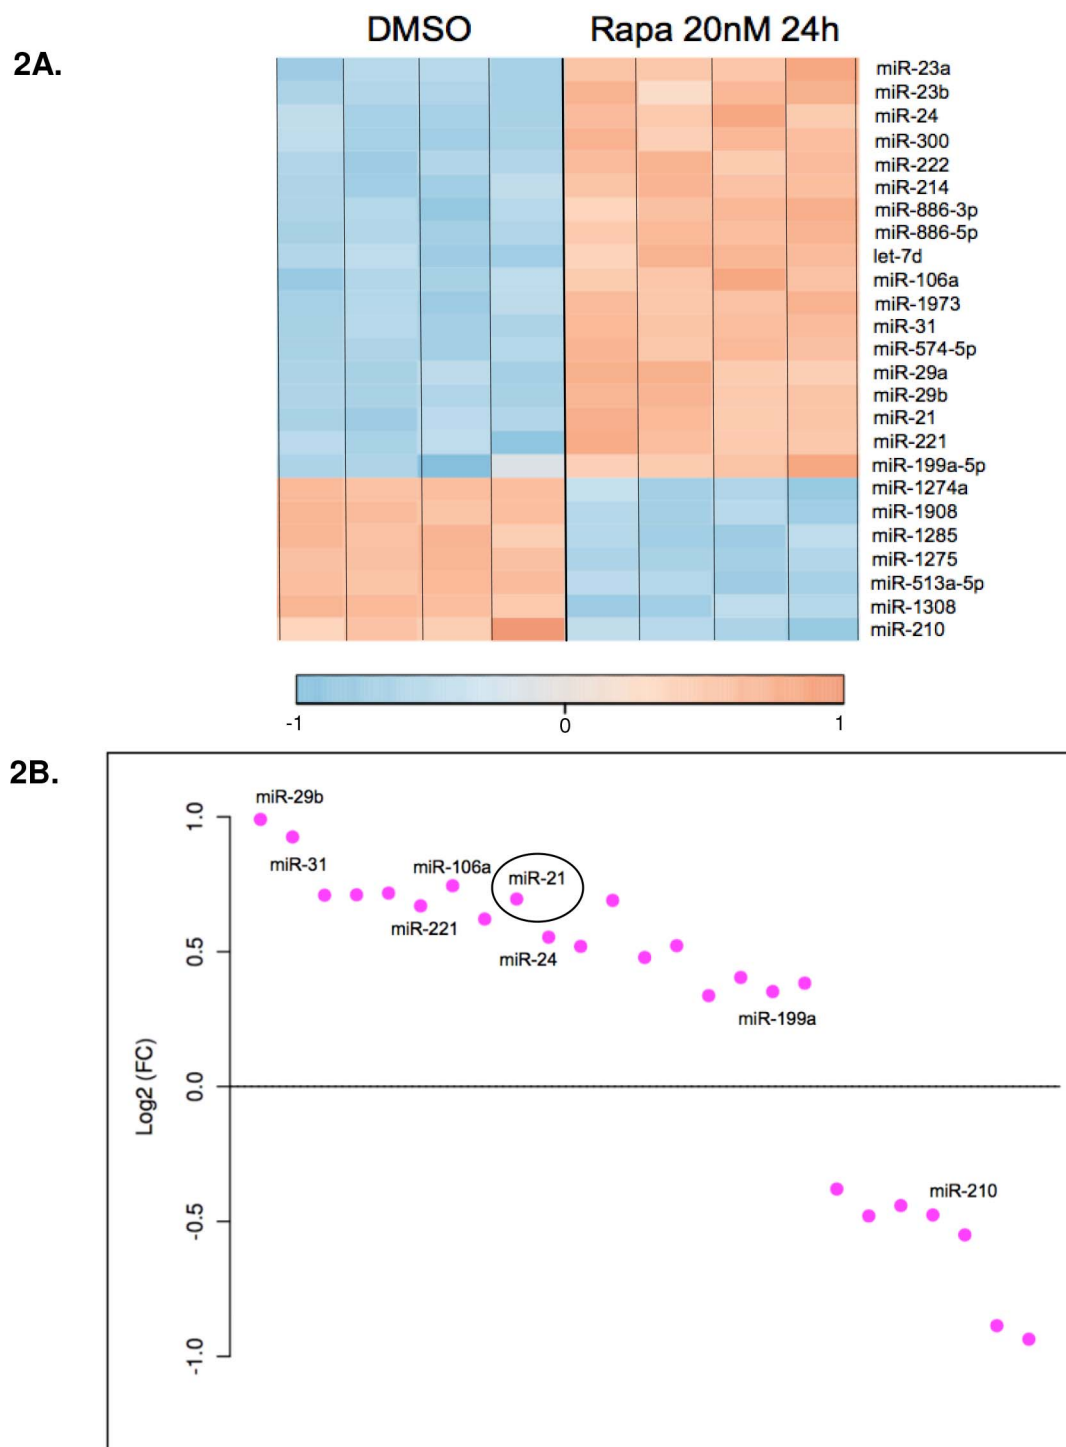 2A.
DMSO Rapa 20nM 24h
miR-23a
miR-23b
miR-24
miR-300
miR-222
miR-214
miR-886-3p
miR-886-5p
let-7d
miR-106a
miR-1973
miR-31
miR-574-5p
miR-29a
miR-29b
miR-21
miR-221
miR-199a-5p
miR-1274a
miR-1908
miR-1285
miR-1275
miR-513a-5p
miR-1308
miR-210
-1 0 1
2B.
Log2 (FC)
1.0
0.5
0.0
-0.5
-1.0
miR-29b
miR-31
miR-106a
miR-221
miR-21
miR-24
miR-199a
miR-210